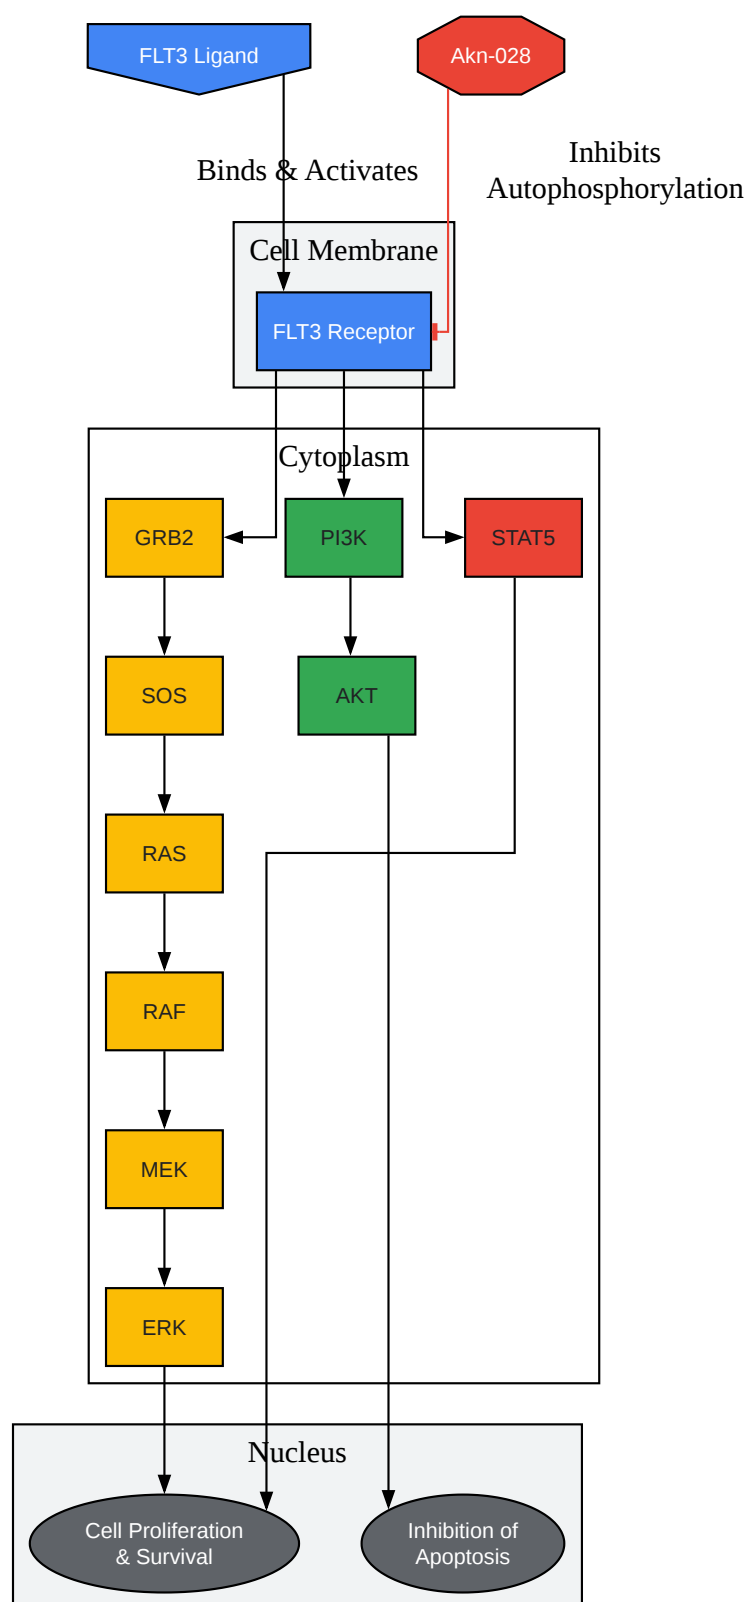 FLT3 Ligand
Akn-028
Binds & Activates
Inhibits
Autophosphorylation
Cell Membrane
FLT3 Receptor
Cytoplasm
GRB2
PI3K
STAT5
SOS
AKT
RAS
RAF
MEK
ERK
Nucleus
Cell Proliferation
& Survival
Inhibition of
Apoptosis